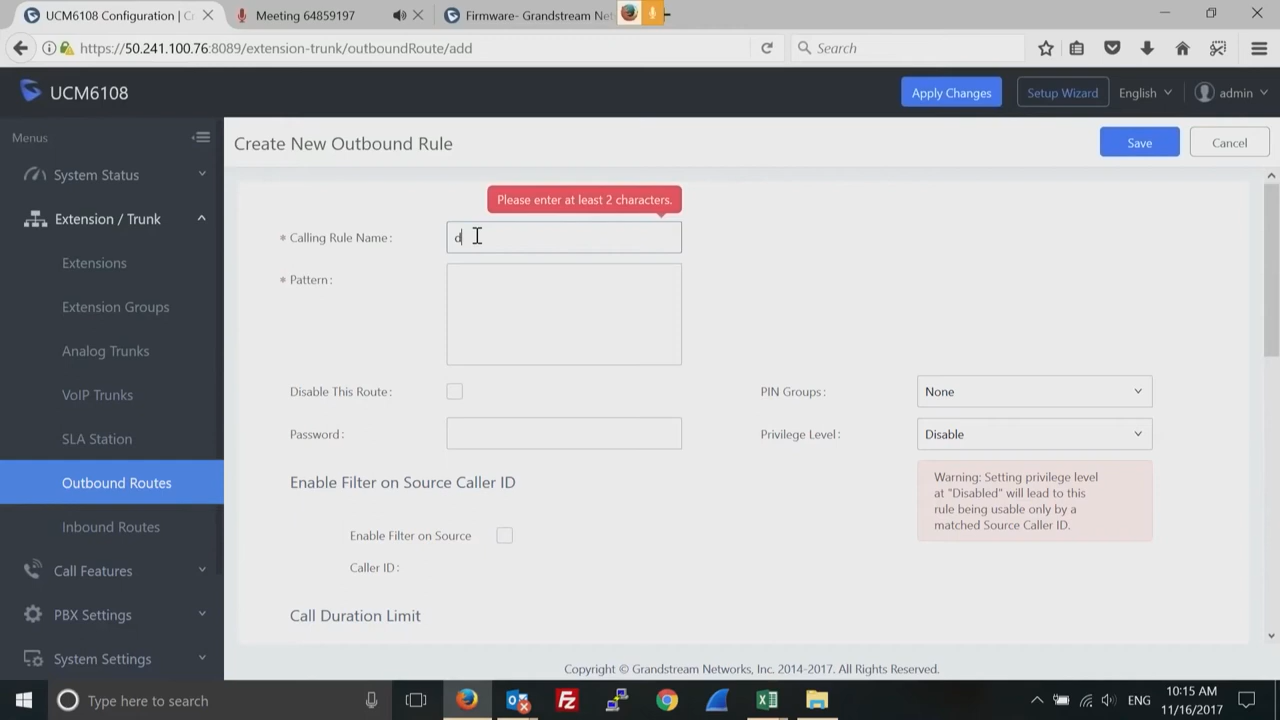 UCM6108 Configuration | C
Meeting 64859197
Firmware- Grandstream Net
https://50.241.100.76:8089/extension-trunk/outboundRoute/add
Search
UCM6108
Apply Changes
Setup Wizard
English
admin
Menus
System Status
Extension / Trunk
Extensions
Extension Groups
Analog Trunks
VoIP Trunks
SLA Station
Outbound Routes
Inbound Routes
Call Features
PBX Settings
System Settings
Create New Outbound Rule
Save
Cancel
Please enter at least 2 characters.
* Calling Rule Name :
d
* Pattern :
Disable This Route :
PIN Groups :
None
Password :
Privilege Level :
Disable
Warning: Setting privilege level
at "Disabled" will lead to this
rule being usable only by a
matched Source Caller ID.
Enable Filter on Source Caller ID
Enable Filter on Source
Caller ID :
Call Duration Limit
Copyright © Grandstream Networks, Inc. 2014-2017. All Rights Reserved.
Type here to search
ENG
10:15 AM
11/16/2017